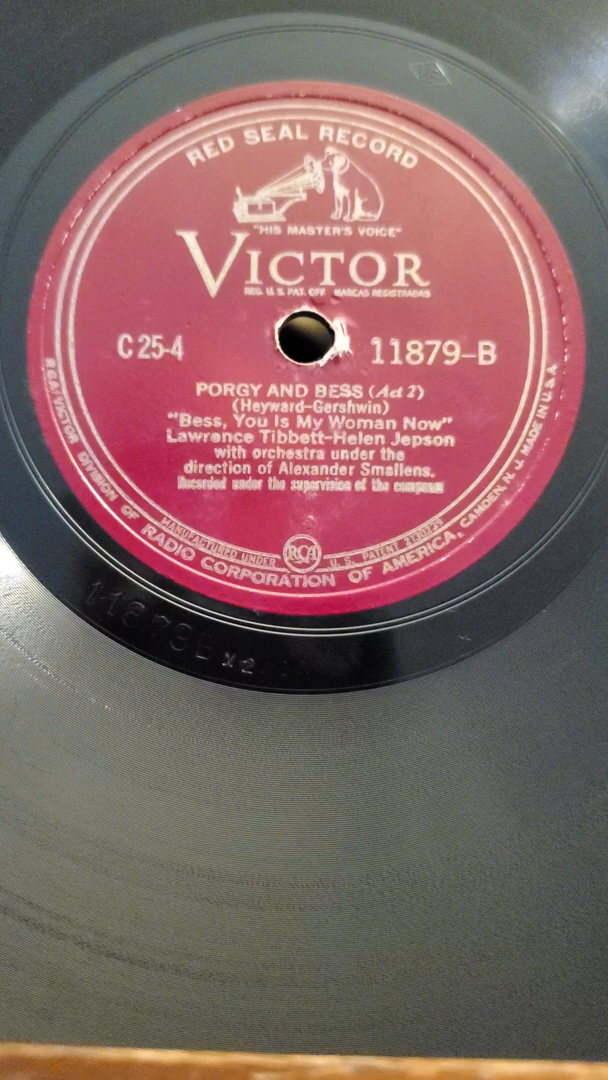 RED SEAL RECORD
"HIS MASTER'S VOICE"
VICTOR
REG. U. S. PAT. OFF. MARCAS REGISTRADAS
C 25-4
11879-B
PORGY AND BESS (Act 2)
(Heyward-Gershwin)
"Bess, You Is My Woman Now"
Lawrence Tibbett-Helen Jepson
with orchestra under the
direction of Alexander Smallens.
Recorded under the supervision of the composer
MANUFACTURED UNDER RCA U. S. PATENT 2130239
RCA VICTOR DIVISION OF RADIO CORPORATION OF AMERICA, CAMDEN, N. J. MADE IN U.S.A.
11879B x2